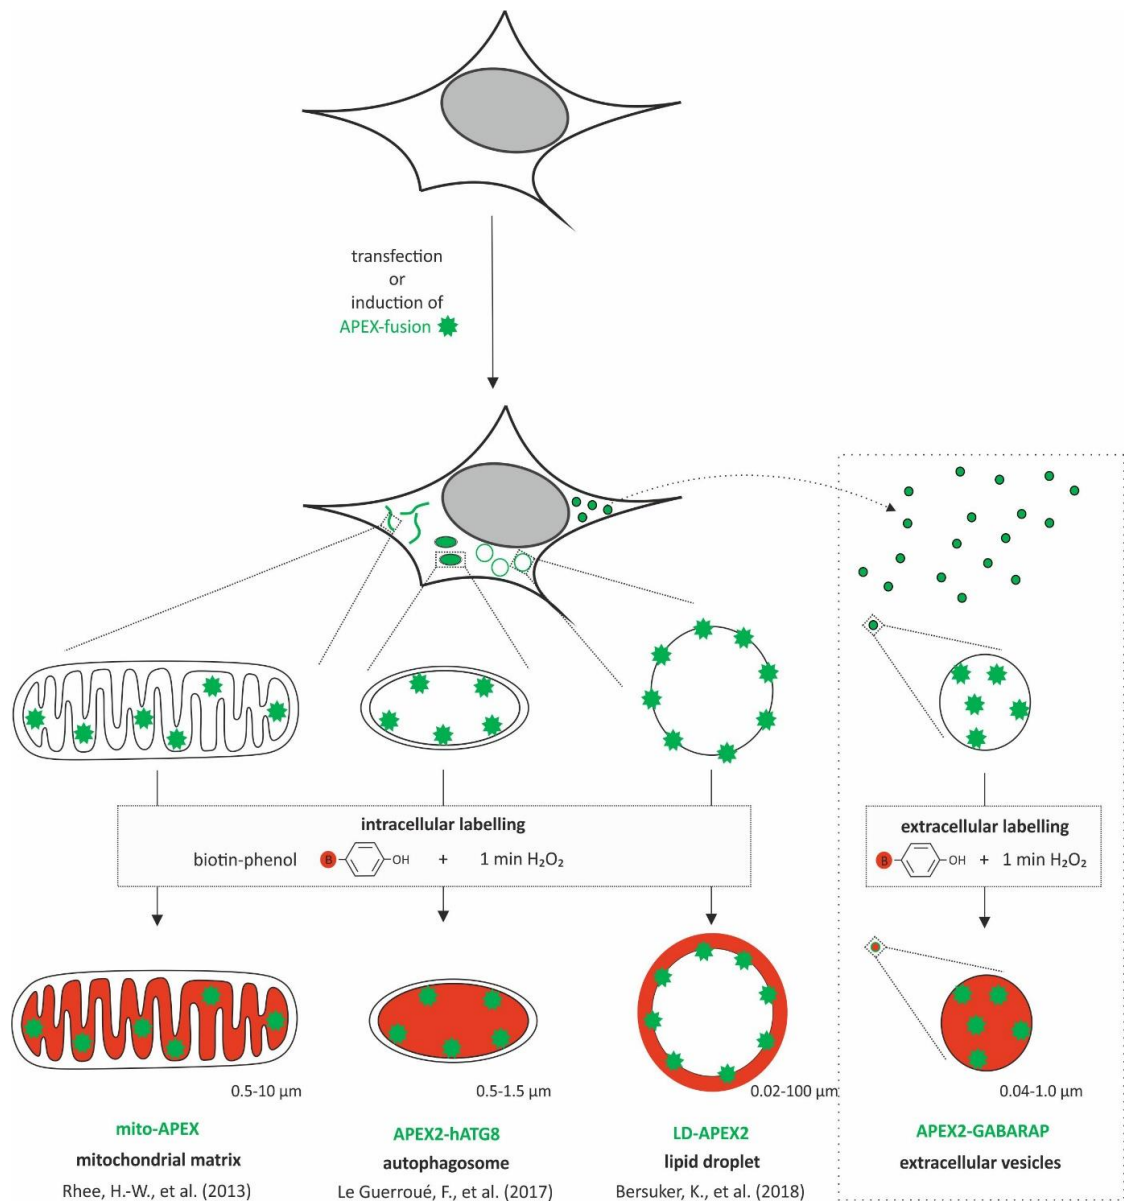 transfection
or
induction of
APEX-fusion
intracellular labelling
biotin-phenol B OH + 1 min H₂O₂
extracellular labelling
B OH + 1 min H₂O₂
0.5-10 µm
0.5-1.5 µm
0.02-100 µm
0.04-1.0 µm
mito-APEX
mitochondrial matrix
Rhee, H.-W., et al. (2013)
APEX2-hATG8
autophagosome
Le Guerroué, F., et al. (2017)
LD-APEX2
lipid droplet
Bersuker, K., et al. (2018)
APEX2-GABARAP
extracellular vesicles